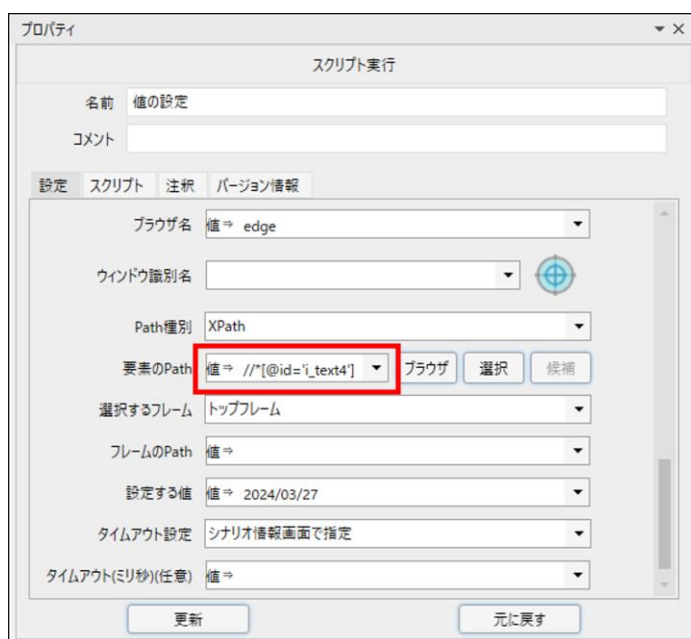 プロパティ
スクリプト実行
名前 値の設定
コメント
設定 スクリプト 注釈 バージョン情報
ブラウザ名 値⇒ edge
ウィンドウ識別名
Path種別 XPath
要素のPath 値⇒ //*[@id='i_text4'] ブラウザ 選択 候補
選択するフレーム トップフレーム
フレームのPath 値⇒
設定する値 値⇒ 2024/03/27
タイムアウト設定 シナリオ情報画面で指定
タイムアウト(ミリ秒)(任意) 値⇒
更新 元に戻す